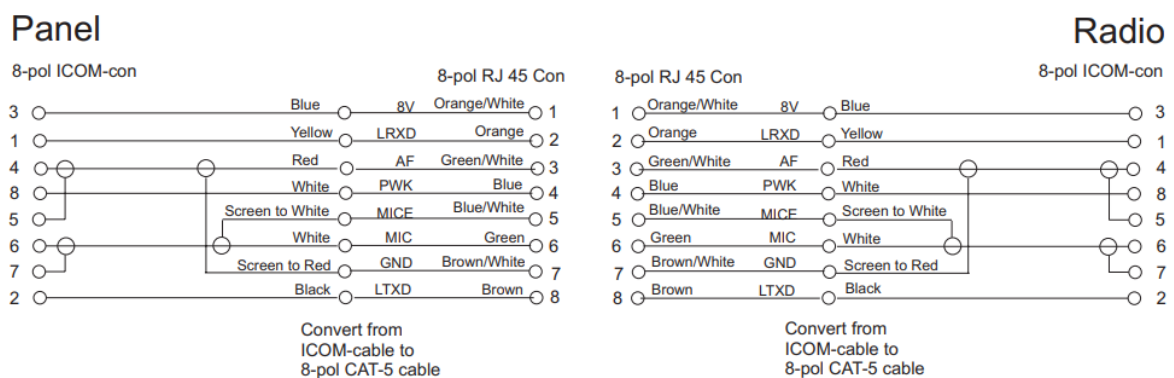 Panel
Radio
8-pol ICOM-con
8-pol RJ 45 Con
8-pol RJ 45 Con
8-pol ICOM-con
3 Blue 8V Orange/White 1
1 Yellow LRXD Orange 2
4 Red AF Green/White 3
8 White PWK Blue 4
5 Screen to White MICE Blue/White 5
6 White MIC Green 6
7 Screen to Red GND Brown/White 7
2 Black LTXD Brown 8
Convert from
ICOM-cable to
8-pol CAT-5 cable
1 Orange/White 8V Blue 3
2 Orange LRXD Yellow 1
3 Green/White AF Red 4
4 Blue PWK White 8
5 Blue/White MICE Screen to White 5
6 Green MIC White 6
7 Brown/White GND Screen to Red 7
8 Brown LTXD Black 2
Convert from
ICOM-cable to
8-pol CAT-5 cable